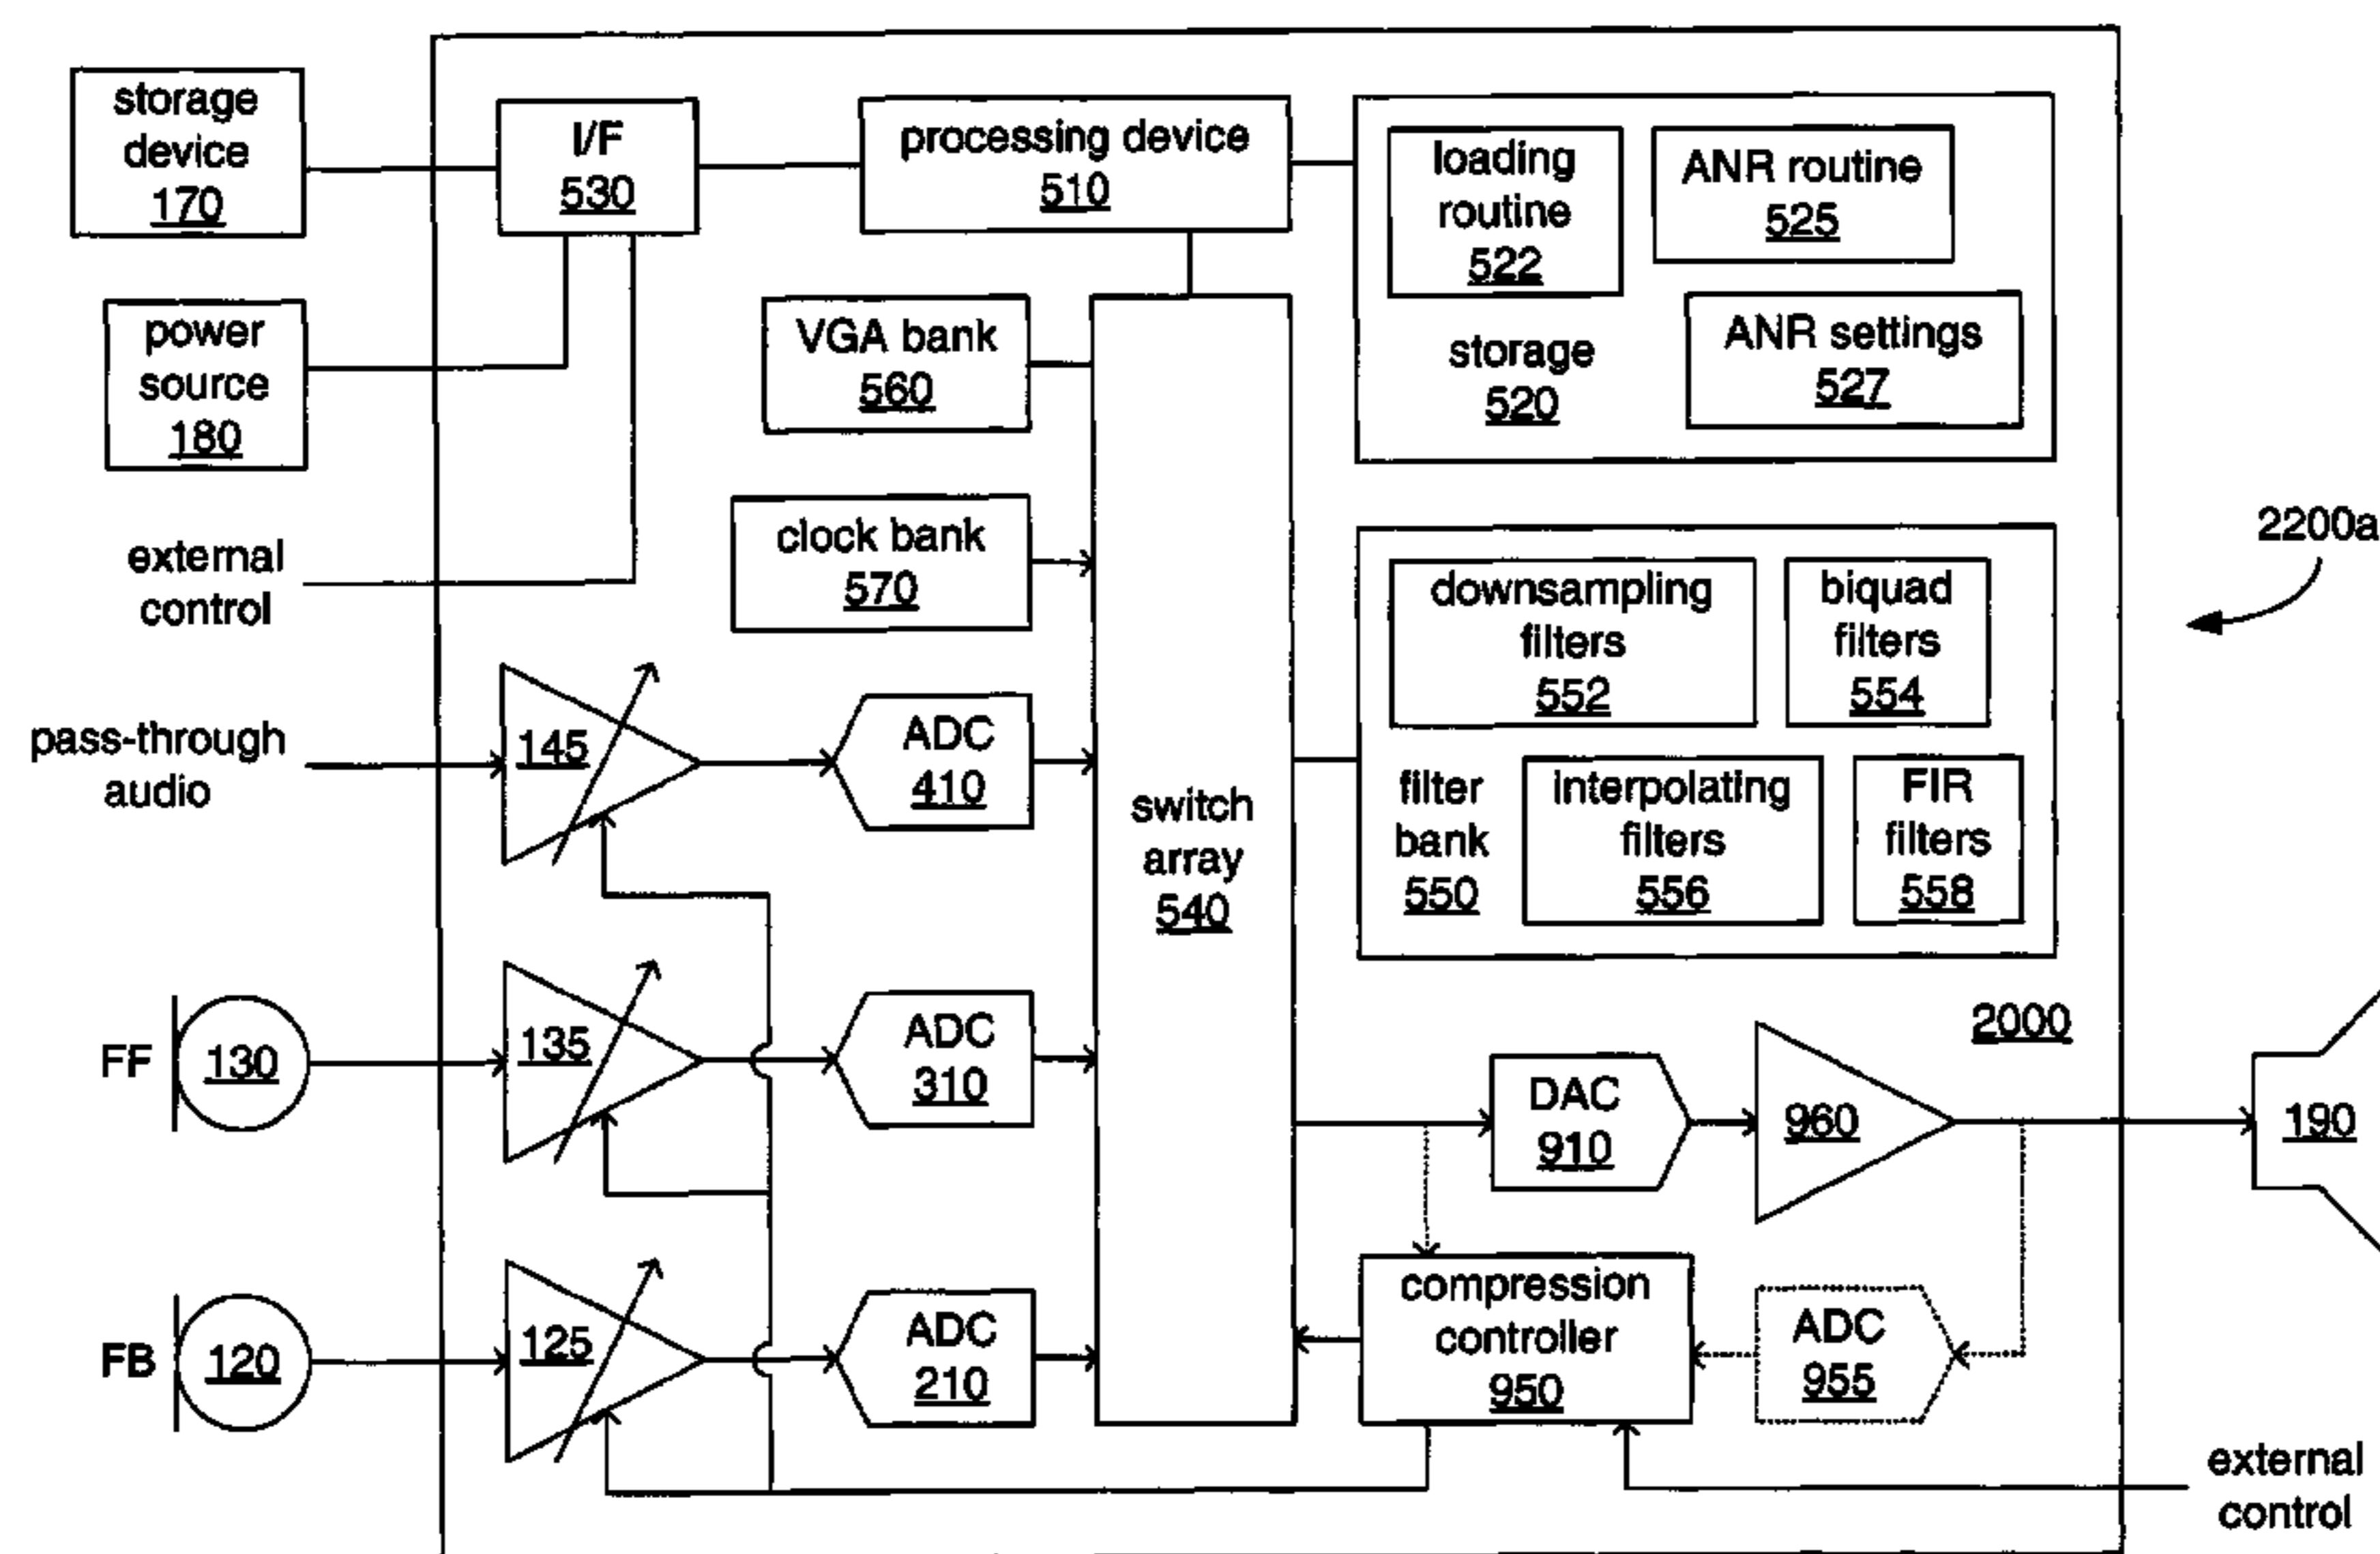 storage
device
170
I/F
530
processing device
510
loading
routine
522
ANR routine
525
ANR settings
527
storage
520
power
source
180
VGA bank
560
external
control
clock bank
570
2200a
downsampling
filters
552
biquad
filters
554
filter
bank
550
interpolating
filters
556
FIR
filters
558
pass-through
audio
145
ADC
410
switch
array
540
FF
130
135
ADC
310
2000
DAC
910
960
190
FB
120
125
ADC
210
compression
controller
950
ADC
955
external
control